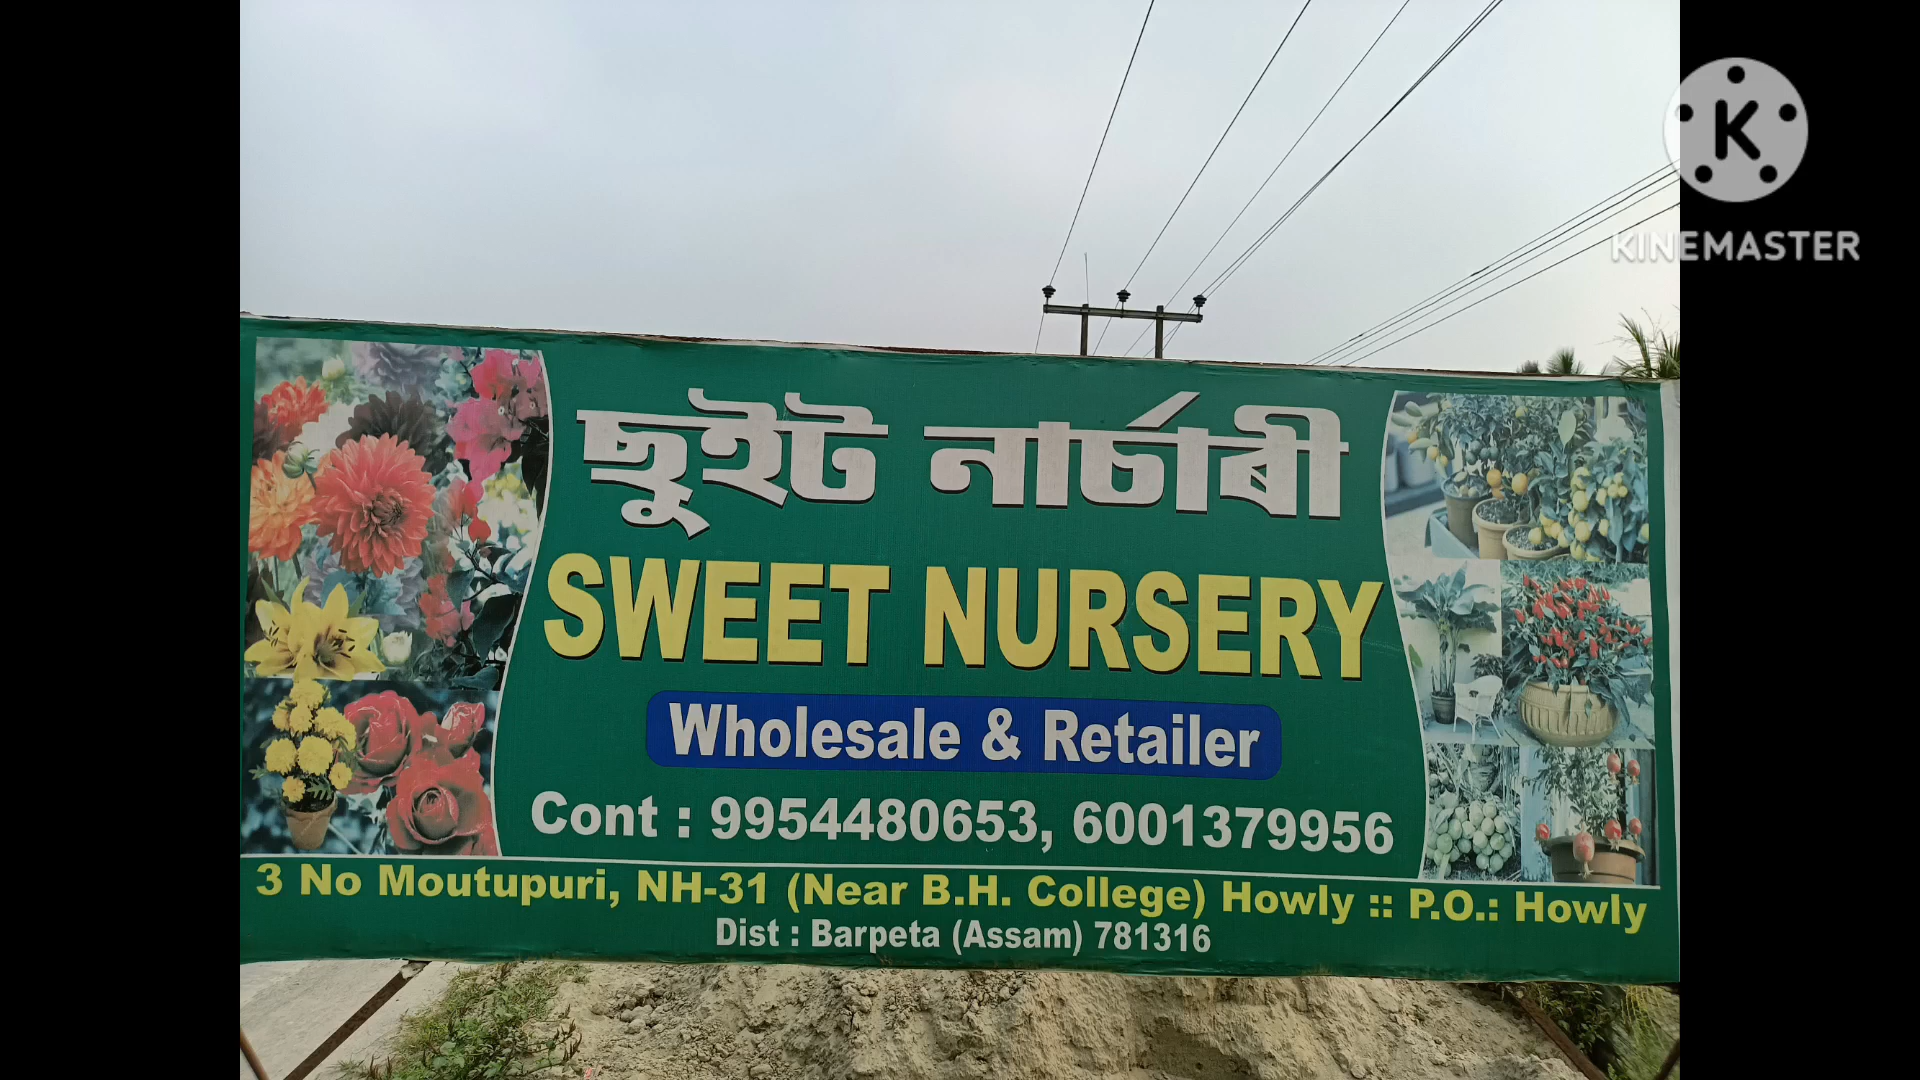 KINEMASTER
ছুইট নাৰ্চাৰী
SWEET NURSERY
Wholesale & Retailer
Cont : 9954480653, 6001379956
3 No Moutupuri, NH-31 (Near B.H. College) Howly :: P.O.: Howly
Dist : Barpeta (Assam) 781316